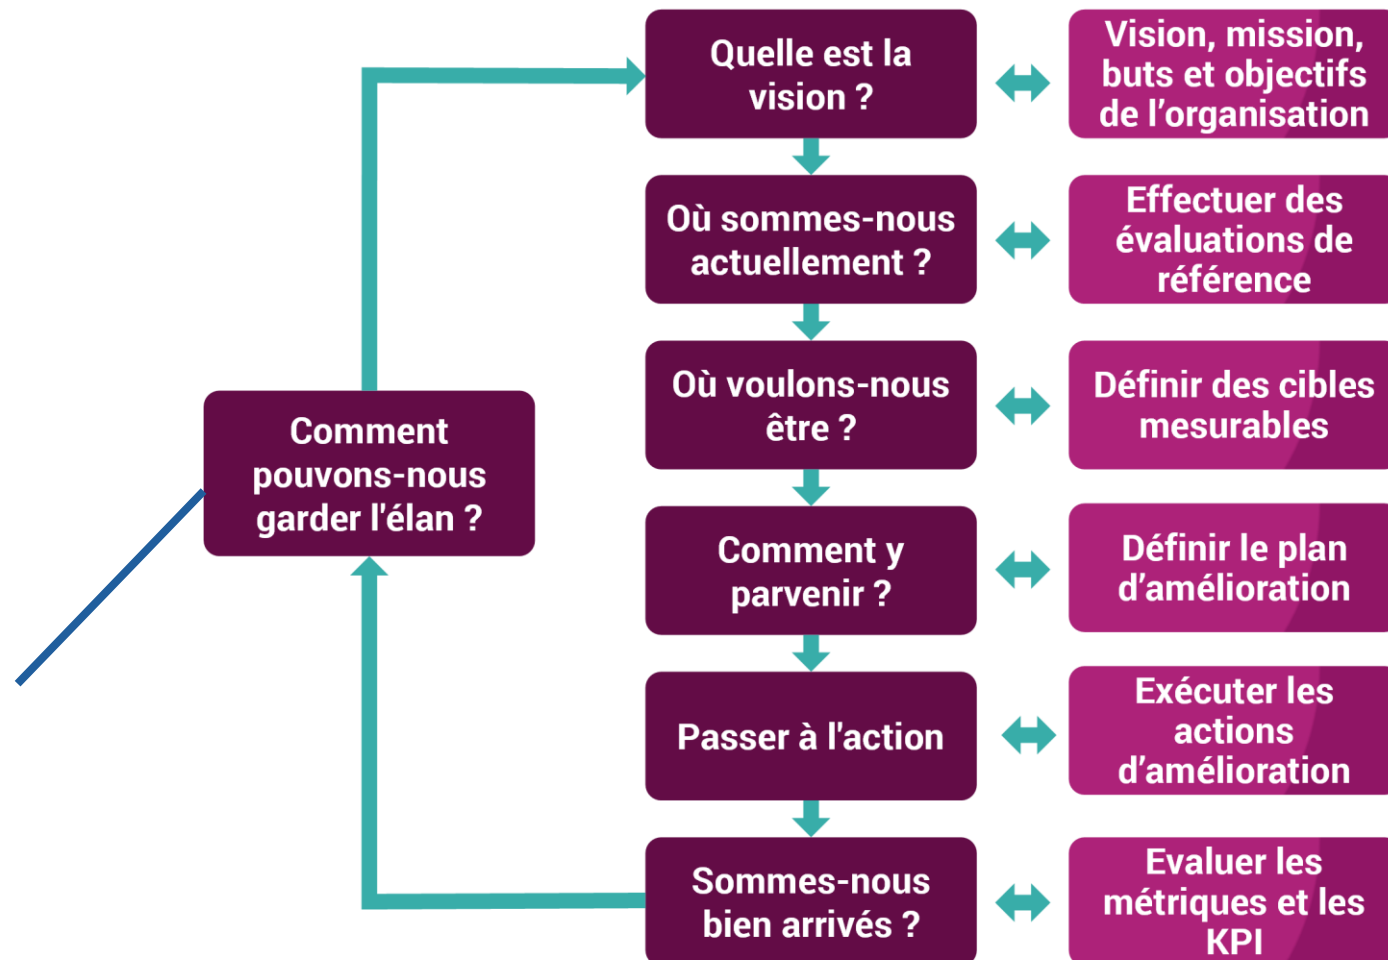 Quelle est la
vision ?
Vision, mission,
buts et objectifs
de l’organisation
Où sommes-nous
actuellement ?
Effectuer des
évaluations de
référence
Où voulons-nous
être ?
Définir des cibles
mesurables
Comment
pouvons-nous
garder l'élan ?
Comment y
parvenir ?
Définir le plan
d’amélioration
Passer à l'action
Exécuter les
actions
d’amélioration
Sommes-nous
bien arrivés ?
Evaluer les
métriques et les
KPI